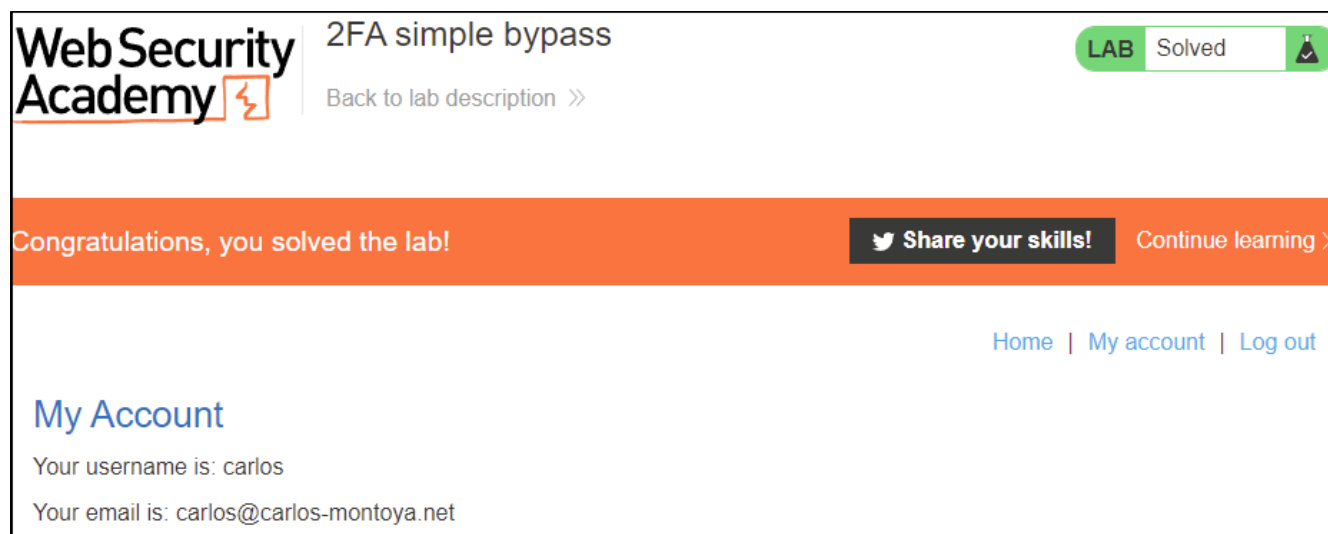 Web Security
Academy
2FA simple bypass
Back to lab description
LAB Solved
Congratulations, you solved the lab!
Share your skills! Continue learning
Home | My account | Log out
My Account
Your username is: carlos
Your email is: carlos@carlos-montoya.net